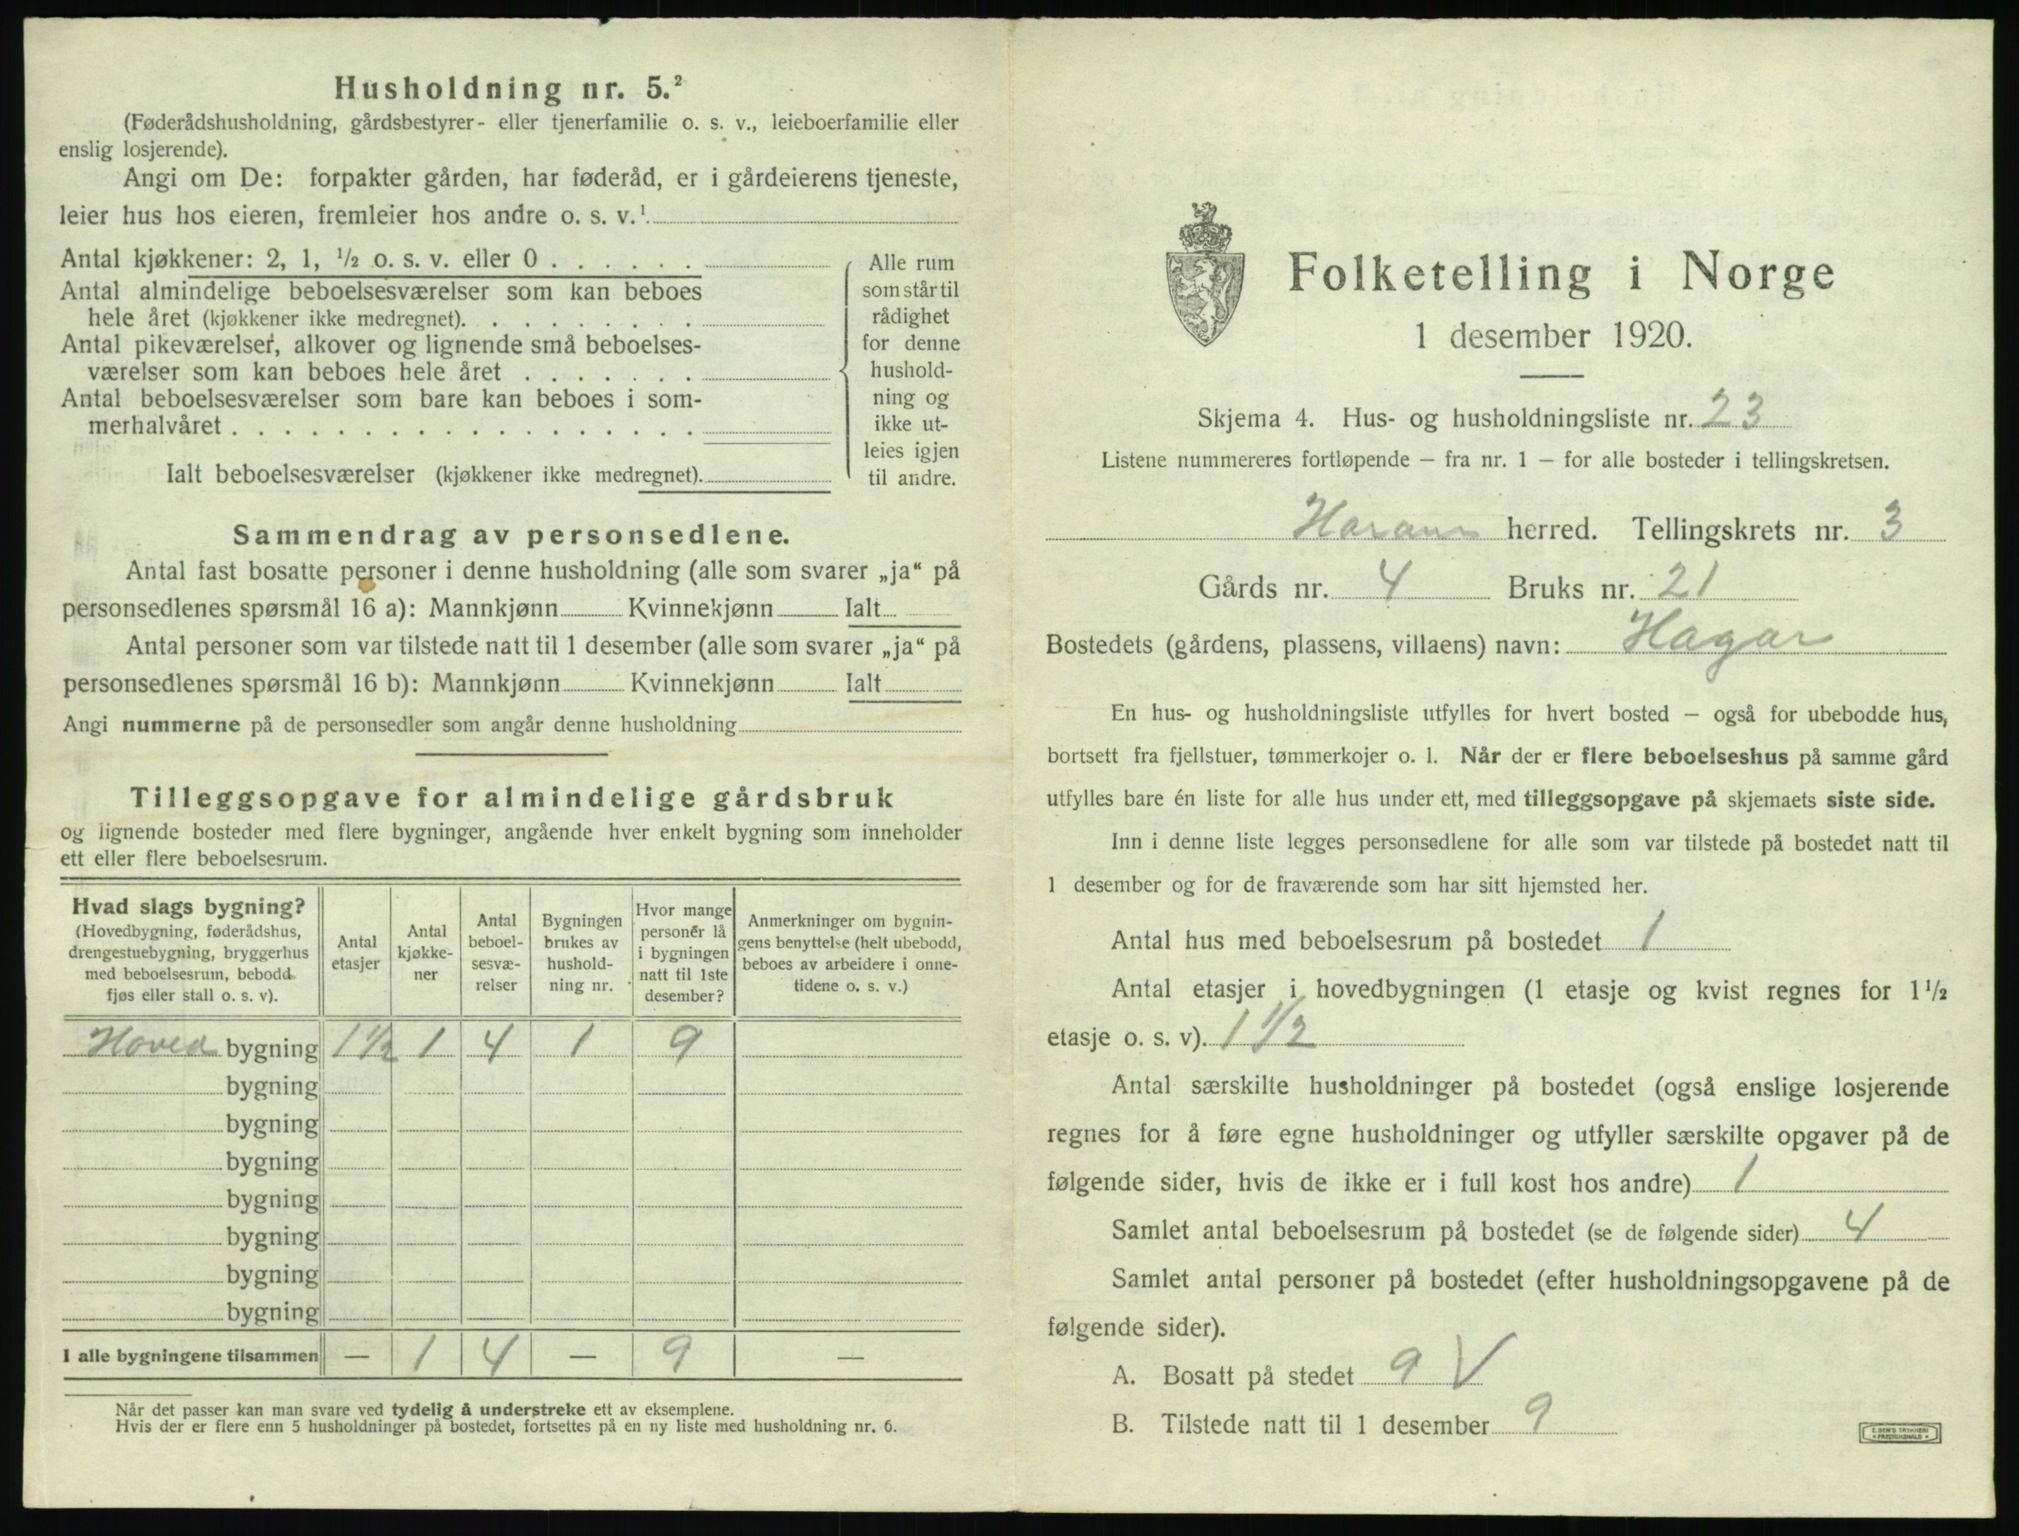 Husholdning nr. 5.²
(Føderådshusholdning, gårdsbestyrer- eller tjenerfamilie o. s. v., leieboerfamilie eller
enslig losjerende).
Angi om De: forpakter gården, har føderåd, er i gårdeierens tjeneste,
leier hus hos eieren, fremleier hos andre o. s. v.¹
Antal kjøkkener: 2, 1, ½ o. s. v. eller 0 . . . . . .
Antal almindelige beboelsesværelser som kan beboes
hele året (kjøkkener ikke medregnet). . . . . . . . .
Antal pikeværelser, alkover og lignende små beboelses-
værelser som kan beboes hele året . . . . . . .
Antal beboelsesværelser som bare kan beboes i som-
merhalvåret . . . . . . . . . . . . . . . . . .
Ialt beboelsesværelser (kjøkkener ikke medregnet).
Alle rum
som står til
rådighet
for denne
hushold-
ning og
ikke ut-
leies igjen
til andre.
Sammendrag av personsedlene.
Antal fast bosatte personer i denne husholdning (alle som svarer „ja“ på
personsedlenes spørsmål 16 a): Mannkjønn Kvinnekjønn Ialt
Antal personer som var tilstede natt til 1 desember (alle som svarer „ja“ på
personsedlenes spørsmål 16 b): Mannkjønn Kvinnekjønn Ialt
Angi nummerne på de personsedler som angår denne husholdning
Tilleggsopgave for almindelige gårdsbruk
og lignende bosteder med flere bygninger, angående hver enkelt bygning som inneholder
ett eller flere beboelsesrum.
Hvad slags bygning?
(Hovedbygning, føderådshus,
drengestuebygning, bryggerhus
med beboelsesrum, bebodd
fjøs eller stall o. s. v).
Antal
etasjer
Antal
kjøkke-
ner
Antal
beboel-
sesvæ-
relser
Bygningen
brukes av
hushold-
ning nr.
Hvor mange
personer lå
i bygningen
natt til 1ste
desember?
Anmerkninger om bygnin-
gens benyttelse (helt ubebodd,
beboes av arbeidere i onne-
tidene o. s. v.)
Hoved bygning 1½ 1 4 1 9
bygning
bygning
bygning
bygning
bygning
bygning
bygning
I alle bygningene tilsammen — 1 4 — 9 —
Når det passer kan man svare ved tydelig å understreke ett av eksemplene.
Hvis der er flere enn 5 husholdninger på bostedet, fortsettes på en ny liste med husholdning nr. 6.
Folketelling i Norge
1 desember 1920.
Skjema 4. Hus- og husholdningsliste nr. 23
Listene nummereres fortløpende — fra nr. 1 — for alle bosteder i tellingskretsen.
Haram herred. Tellingskrets nr. 3
Gårds nr. 4 Bruks nr. 21
Bostedets (gårdens, plassens, villaens) navn: Hagar
En hus- og husholdningsliste utfylles for hvert bosted — også for ubebodde hus,
bortsett fra fjellstuer, tømmerkojer o. l. Når der er flere beboelseshus på samme gård
utfylles bare én liste for alle hus under ett, med tilleggsopgave på skjemaets siste side.
Inn i denne liste legges personsedlene for alle som var tilstede på bostedet natt til
1 desember og for de fraværende som har sitt hjemsted her.
Antal hus med beboelsesrum på bostedet 1
Antal etasjer i hovedbygningen (1 etasje og kvist regnes for 1½
etasje o. s. v). 1½
Antal særskilte husholdninger på bostedet (også enslige losjerende
regnes for å føre egne husholdninger og utfyller særskilte opgaver på de
følgende sider, hvis de ikke er i full kost hos andre) 1
Samlet antal beboelsesrum på bostedet (se de følgende sider) 4
Samlet antal personer på bostedet (efter husholdningsopgavene på de
følgende sider).
A. Bosatt på stedet 9 V
B. Tilstede natt til 1 desember 9